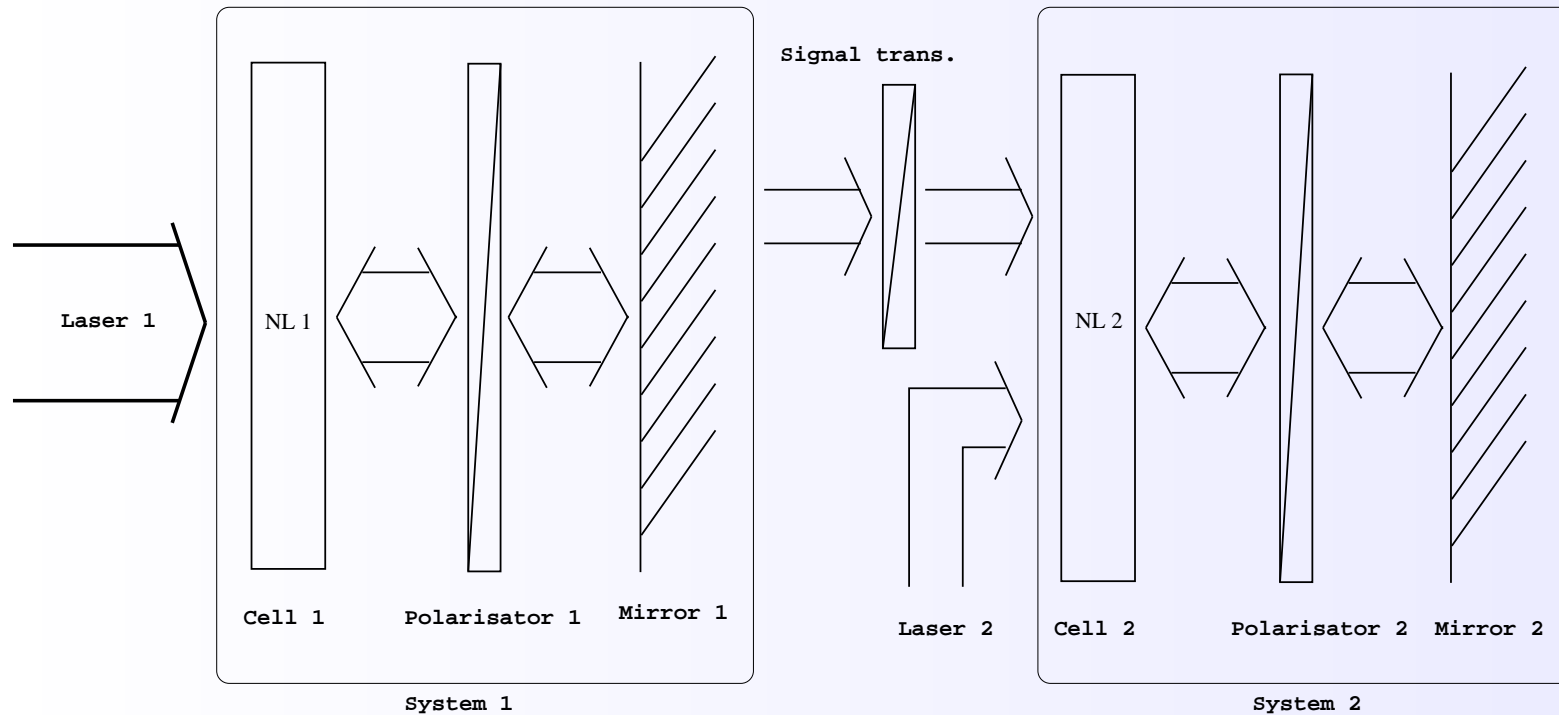 Signal trans.
Laser 1
NL 1
NL 2
Cell 1
Polarisator 1
Mirror 1
Laser 2
Cell 2
Polarisator 2
Mirror 2
System 1
System 2